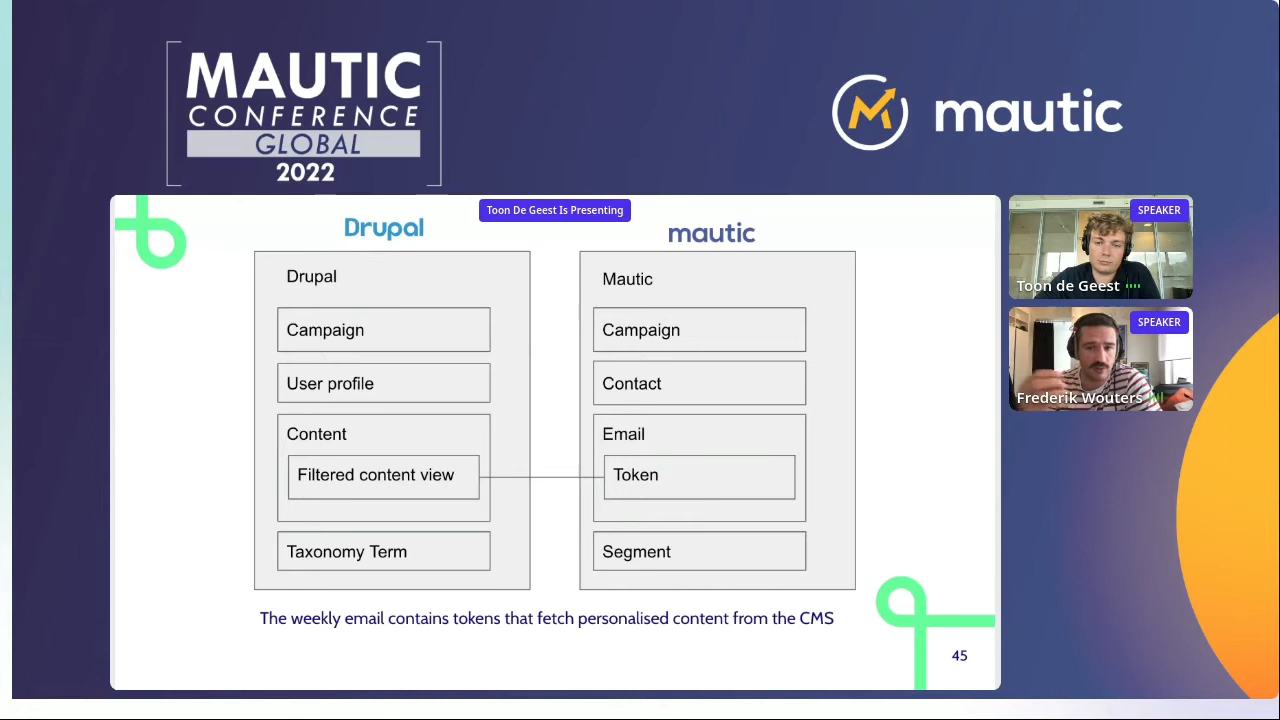 MAUTIC
CONFERENCE
GLOBAL
2022
mautic
Toon De Geest Is Presenting
Drupal
mautic
Drupal
Campaign
User profile
Content
Filtered content view
Taxonomy Term
Mautic
Campaign
Contact
Email
Token
Segment
The weekly email contains tokens that fetch personalised content from the CMS
45
SPEAKER
Toon de Geest
SPEAKER
Frederik Wouters